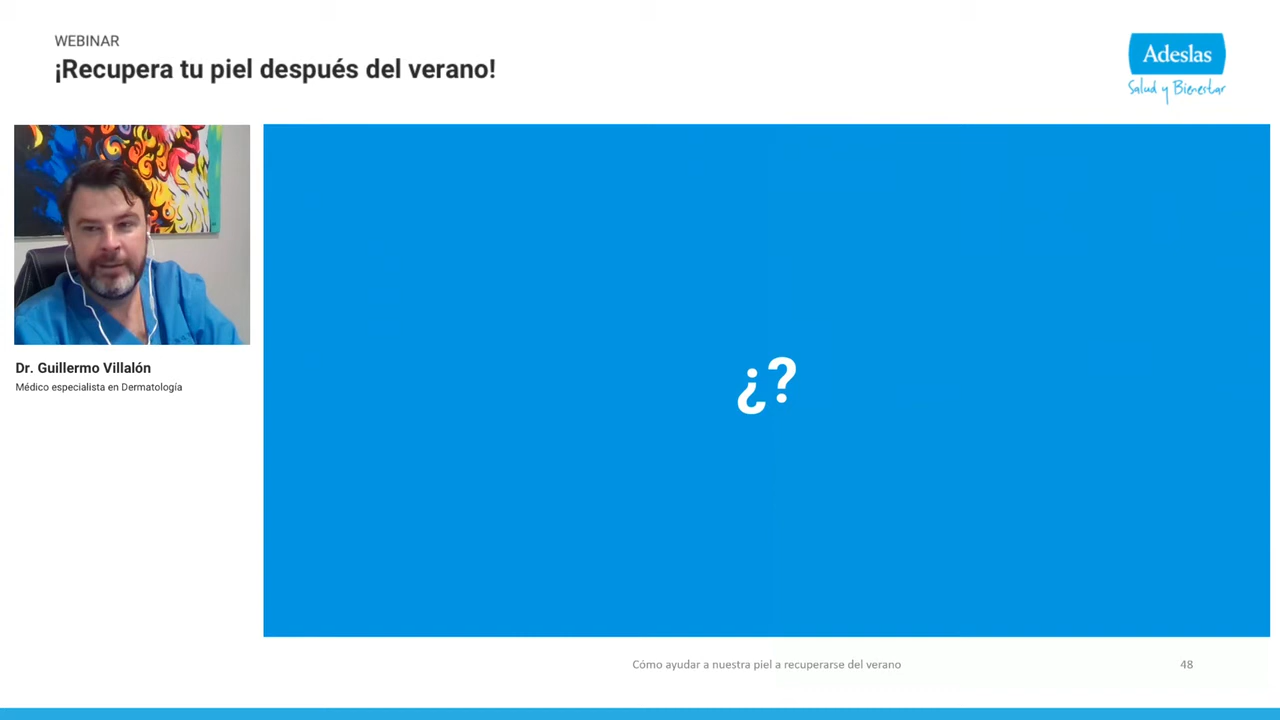 WEBINAR
¡Recupera tu piel después del verano!
Adeslas
Salud y Bienestar
Dr. Guillermo Villalón
Médico especialista en Dermatología
¿?
Cómo ayudar a nuestra piel a recuperarse del verano
48